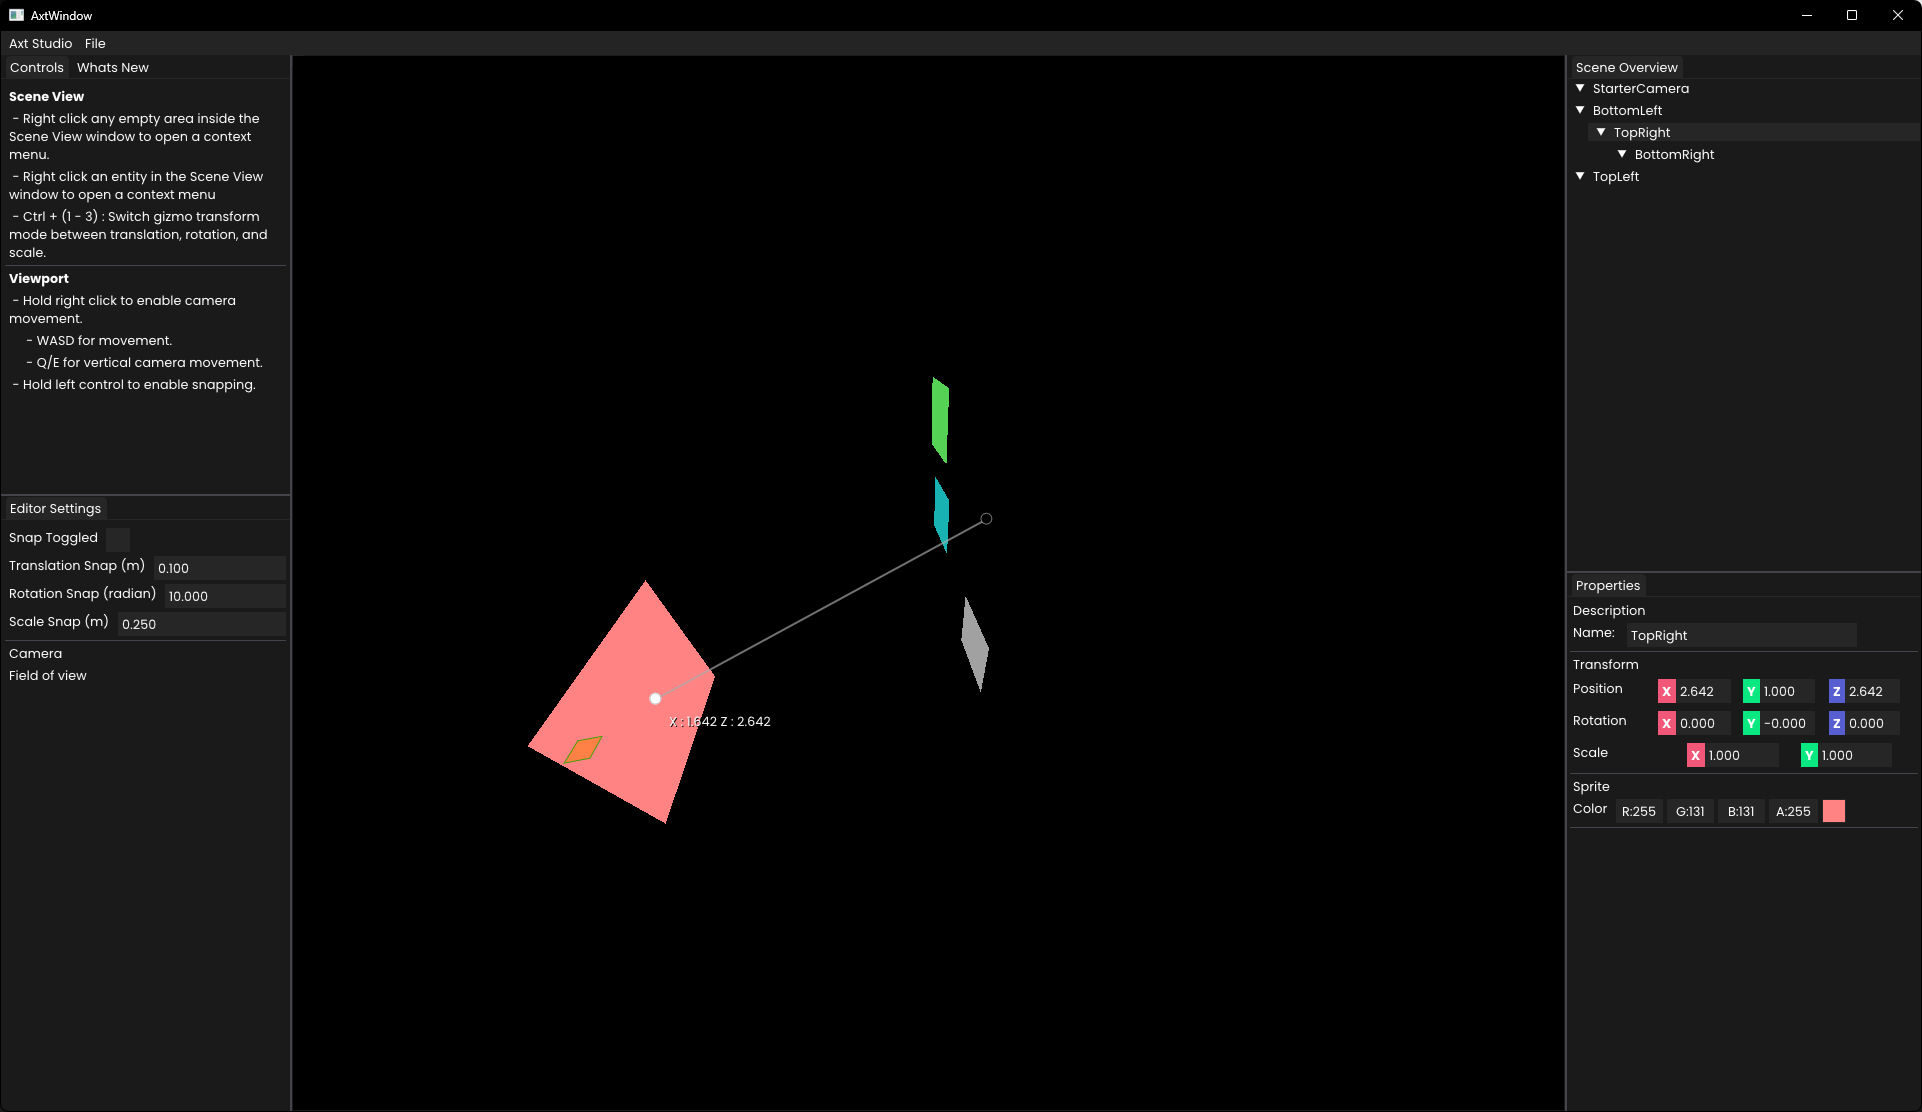 AxtWindow
Axt Studio File
Controls Whats New
Scene View
- Right click any empty area inside the
Scene View window to open a context
menu.
- Right click an entity in the Scene View
window to open a context menu
- Ctrl + (1 - 3) : Switch gizmo transform
mode between translation, rotation, and
scale.
Viewport
- Hold right click to enable camera
movement.
- WASD for movement.
- Q/E for vertical camera movement.
- Hold left control to enable snapping.
Editor Settings
Snap Toggled
Translation Snap (m) 0.100
Rotation Snap (radian) 10.000
Scale Snap (m) 0.250
Camera
Field of view
X : 1.642 Z : 2.642
Scene Overview
StarterCamera
BottomLeft
TopRight
BottomRight
TopLeft
Properties
Description
Name: TopRight
Transform
Position X 2.642 Y 1.000 Z 2.642
Rotation X 0.000 Y -0.000 Z 0.000
Scale X 1.000 Y 1.000
Sprite
Color R:255 G:131 B:131 A:255